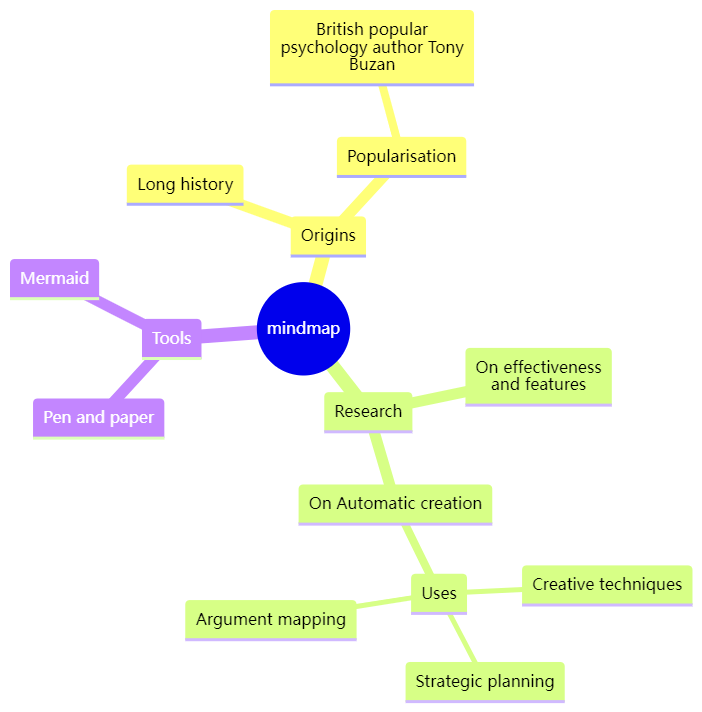 British popular
psychology author Tony
Buzan
Popularisation
Long history
Origins
Mermaid
mindmap
Tools
On effectiveness
and features
Research
Pen and paper
On Automatic creation
Creative techniques
Uses
Argument mapping
Strategic planning